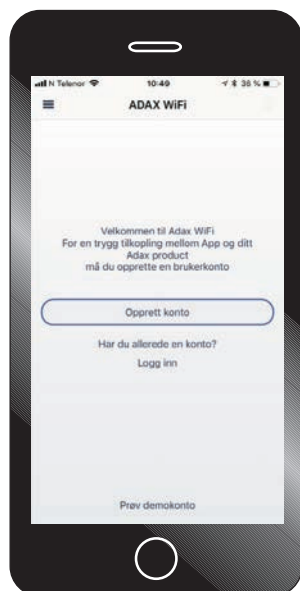 N Telenor 10:49 36 %
ADAX WiFi
Velkommen til Adax WiFi
For en trygg tilkopling mellom App og ditt
Adax product
må du opprette en brukerkonto
Opprett konto
Har du allerede en konto?
Logg inn
Prøv demokonto